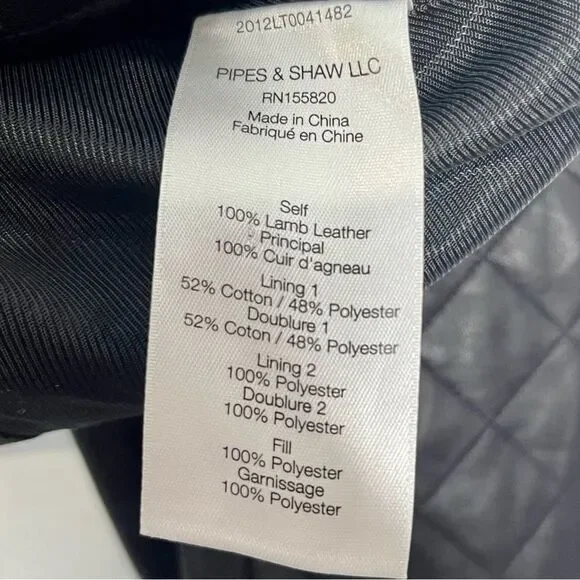 2012LT0041482
PIPES & SHAW LLC
RN155820
Made in China
Fabriqué en Chine
Self
100% Lamb Leather
Principal
100% Cuir d'agneau
Lining 1
52% Cotton / 48% Polyester
Doublure 1
52% Coton / 48% Polyester
Lining 2
100% Polyester
Doublure 2
100% Polyester
Fill
100% Polyester
Garnissage
100% Polyester